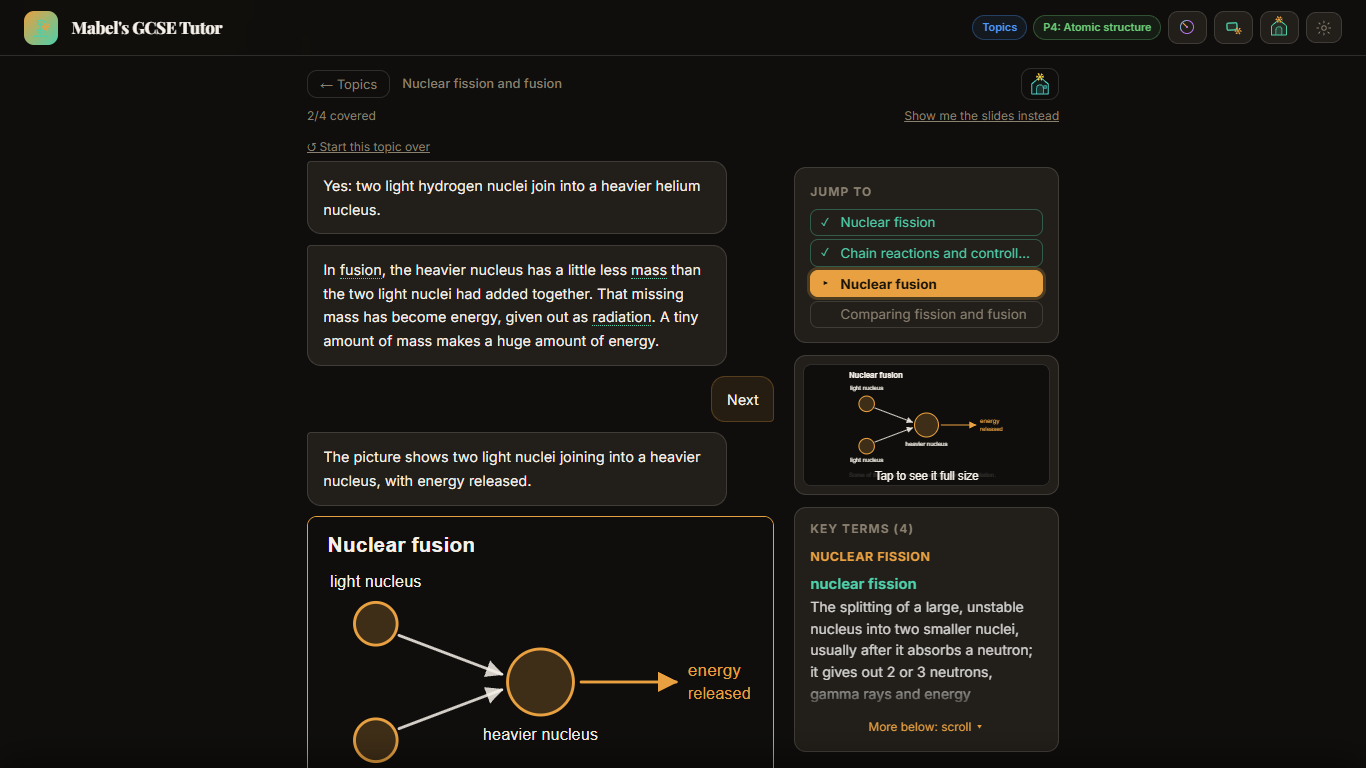 Mabel's GCSE Tutor
Topics
P4: Atomic structure
← Topics
Nuclear fission and fusion
2/4 covered
Show me the slides instead
↺ Start this topic over
Yes: two light hydrogen nuclei join into a heavier helium
nucleus.
In fusion, the heavier nucleus has a little less mass than
the two light nuclei had added together. That missing
mass has become energy, given out as radiation. A tiny
amount of mass makes a huge amount of energy.
Next
The picture shows two light nuclei joining into a heavier
nucleus, with energy released.
Nuclear fusion
light nucleus
energy
released
heavier nucleus
JUMP TO
✓ Nuclear fission
✓ Chain reactions and controll...
▸ Nuclear fusion
Comparing fission and fusion
Nuclear fusion
light nucleus
energy
released
heavier nucleus
light nucleus
Tap to see it full size
KEY TERMS (4)
NUCLEAR FISSION
nuclear fission
The splitting of a large, unstable
nucleus into two smaller nuclei,
usually after it absorbs a neutron;
it gives out 2 or 3 neutrons,
gamma rays and energy
More below: scroll ▾